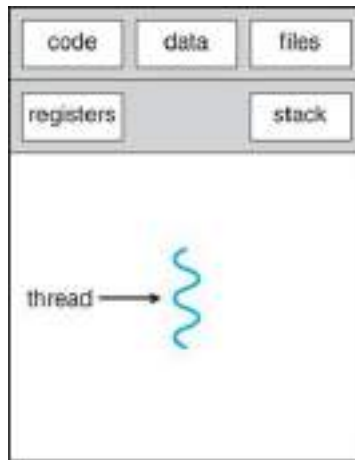 code data files
registers stack
thread